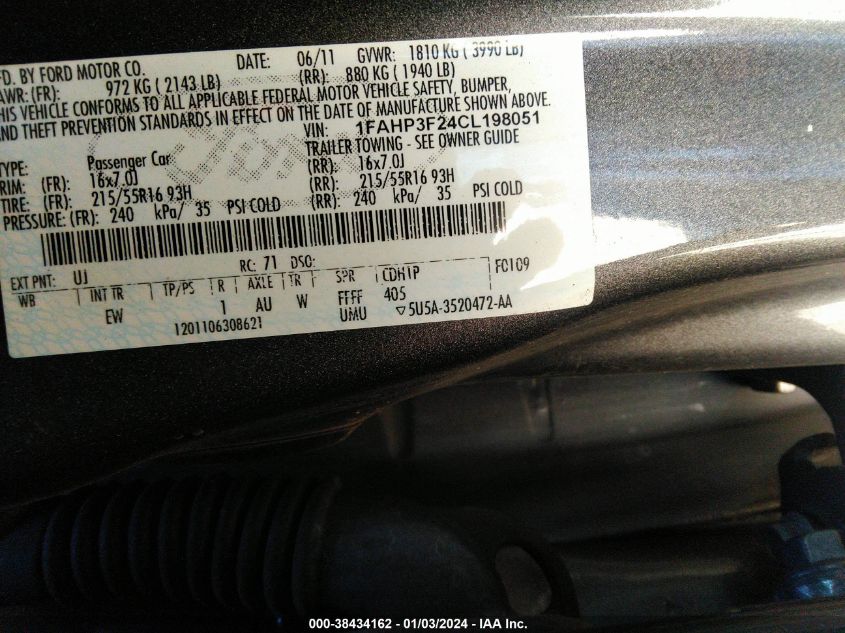 FD. BY FORD MOTOR CO. DATE: 06/11 GVWR: 1810 KG ( 3990 LB)
AWR: (FR): 972 KG ( 2143 LB) (RR): 880 KG ( 1940 LB)
THIS VEHICLE CONFORMS TO ALL APPLICABLE FEDERAL MOTOR VEHICLE SAFETY, BUMPER,
AND THEFT PREVENTION STANDARDS IN EFFECT ON THE DATE OF MANUFACTURE SHOWN ABOVE.
VIN: 1FAHP3F24CL198051
TYPE: Passenger Car TRAILER TOWING - SEE OWNER GUIDE
RIM: (FR): 16x7.0J (RR): 16x7.0J
TIRE: (FR): 215/55R16 93H (RR): 215/55R16 93H
PRESSURE: (FR): 240 kPa/ 35 PSI COLD (RR): 240 kPa/ 35 PSI COLD
EXT PNT: UJ RC: 71 DSO: F0109
WB INT TR TP/PS R AXLE TR SPR CDH1P
EW 1 AU W FFFF 405
1201106308621 UMU ▽5U5A-3520472-AA
000-38434162 - 01/03/2024 - IAA Inc.